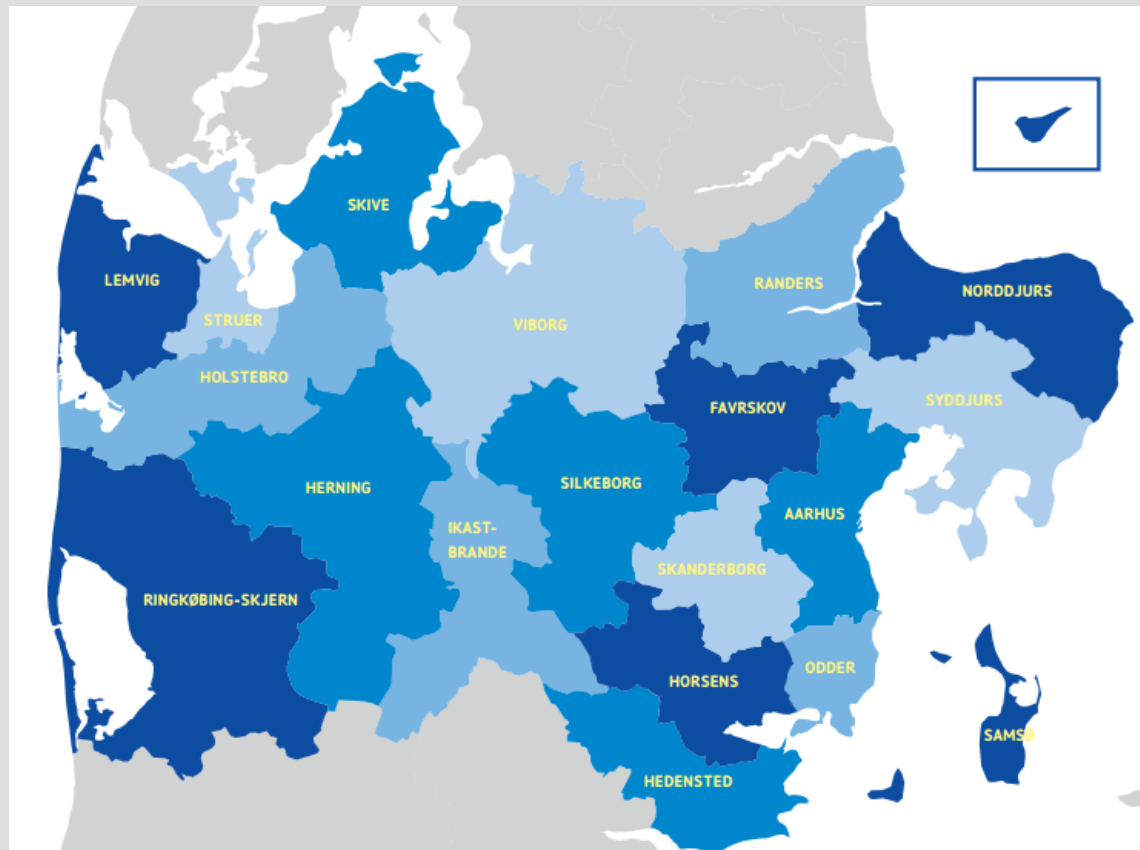 SKIVE
LEMVIG
RANDERS
NORDDJURS
STRUER
VIBORG
HOLSTEBRO
SYDDJURS
FAVRSKOV
HERNING
SILKEBORG
AARHUS
IKAST-
BRANDE
SKANDERBORG
RINGKØBING-SKJERN
ODDER
HORSENS
SAMSØ
HEDENSTED